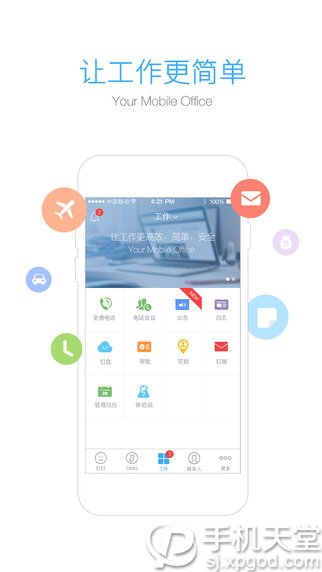 让工作更简单
Your Mobile Office
中国移动 4:21 PM 100%
2
工作
让工作更高效、简单、安全
Your Mobile Office
NEW
免费电话 电话会议 公告 日志
钉盘 审批 签到 钉邮
管理日历 体验站
2
钉钉 DING 工作 联系人 更多
手机天堂
sj.xpgod.com